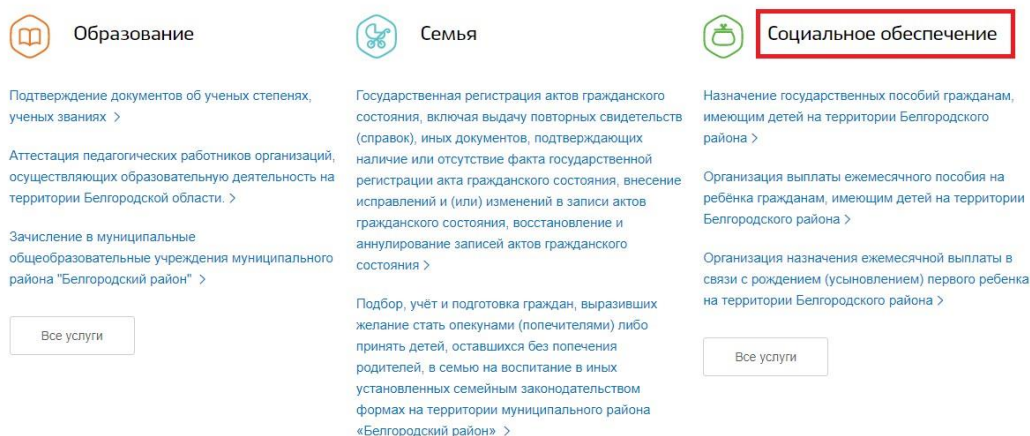 Образование
Подтверждение документов об ученых степенях,
ученых званиях >
Аттестация педагогических работников организаций,
осуществляющих образовательную деятельность на
территории Белгородской области. >
Зачисление в муниципальные
общеобразовательные учреждения муниципального
района "Белгородский район" >
Все услуги
Семья
Государственная регистрация актов гражданского
состояния, включая выдачу повторных свидетельств
(справок), иных документов, подтверждающих
наличие или отсутствие факта государственной
регистрации акта гражданского состояния, внесение
исправлений и (или) изменений в записи актов
гражданского состояния, восстановление и
аннулирование записей актов гражданского
состояния >
Подбор, учёт и подготовка граждан, выразивших
желание стать опекунами (попечителями) либо
принять детей, оставшихся без попечения
родителей, в семью на воспитание в иных
установленных семейным законодательством
формах на территории муниципального района
«Белгородский район» >
Социальное обеспечение
Назначение государственных пособий гражданам,
имеющим детей на территории Белгородского
района >
Организация выплаты ежемесячного пособия на
ребёнка гражданам, имеющим детей на территории
Белгородского района >
Организация назначения ежемесячной выплаты в
связи с рождением (усыновлением) первого ребенка
на территории Белгородского района >
Все услуги